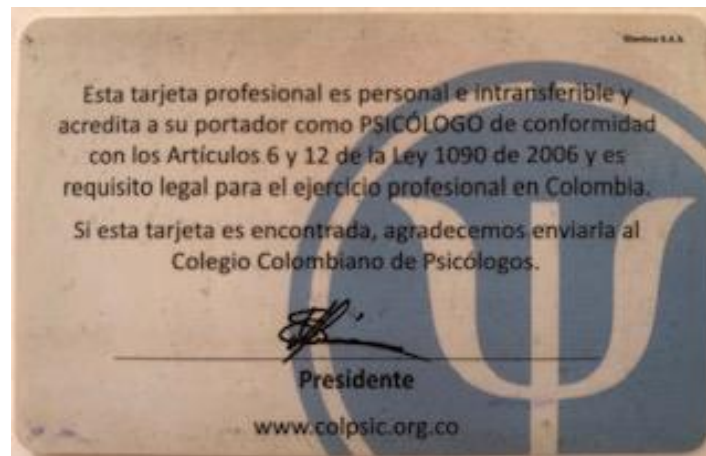 Esta tarjeta profesional es personal e intransferible y
acredita a su portador como PSICÓLOGO de conformidad
con los Artículos 6 y 12 de la Ley 1090 de 2006 y es
requisito legal para el ejercicio profesional en Colombia.
Si esta tarjeta es encontrada, agradecemos enviarla al
Colegio Colombiano de Psicólogos.
Presidente
www.colpsic.org.co